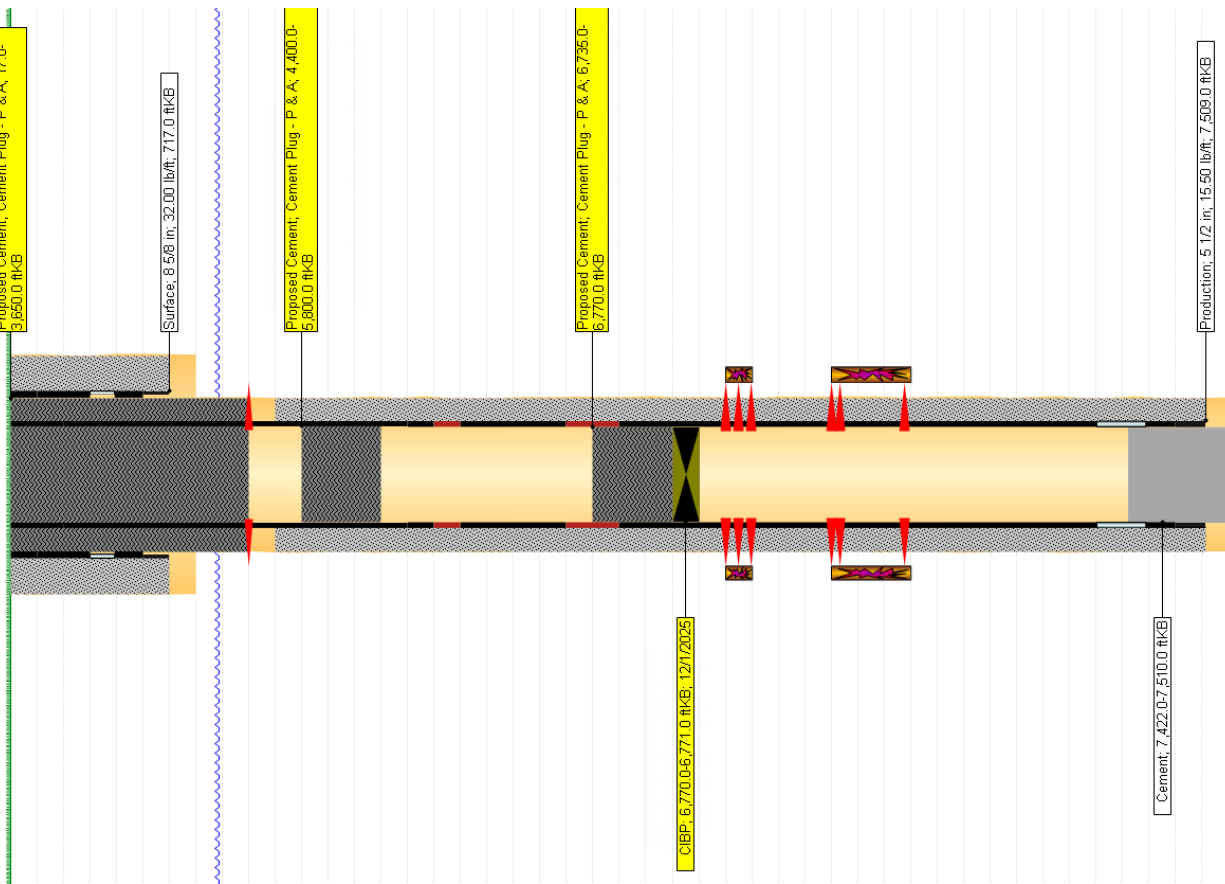 Proposed Cement; Cement Plug - P & A; 17.0-
3,650.0 ftKB
Surface; 8 5/8 in; 32.00 lb/ft; 717.0 ftKB
Proposed Cement; Cement Plug - P & A; 4,400.0-
5,800.0 ftKB
Proposed Cement; Cement Plug - P & A; 6,735.0-
6,770.0 ftKB
CIBP; 6,770.0-6,771.0 ftKB; 12/1/2025
Cement; 7,422.0-7,510.0 ftKB
Production; 5 1/2 in; 15.50 lb/ft; 7,509.0 ftKB